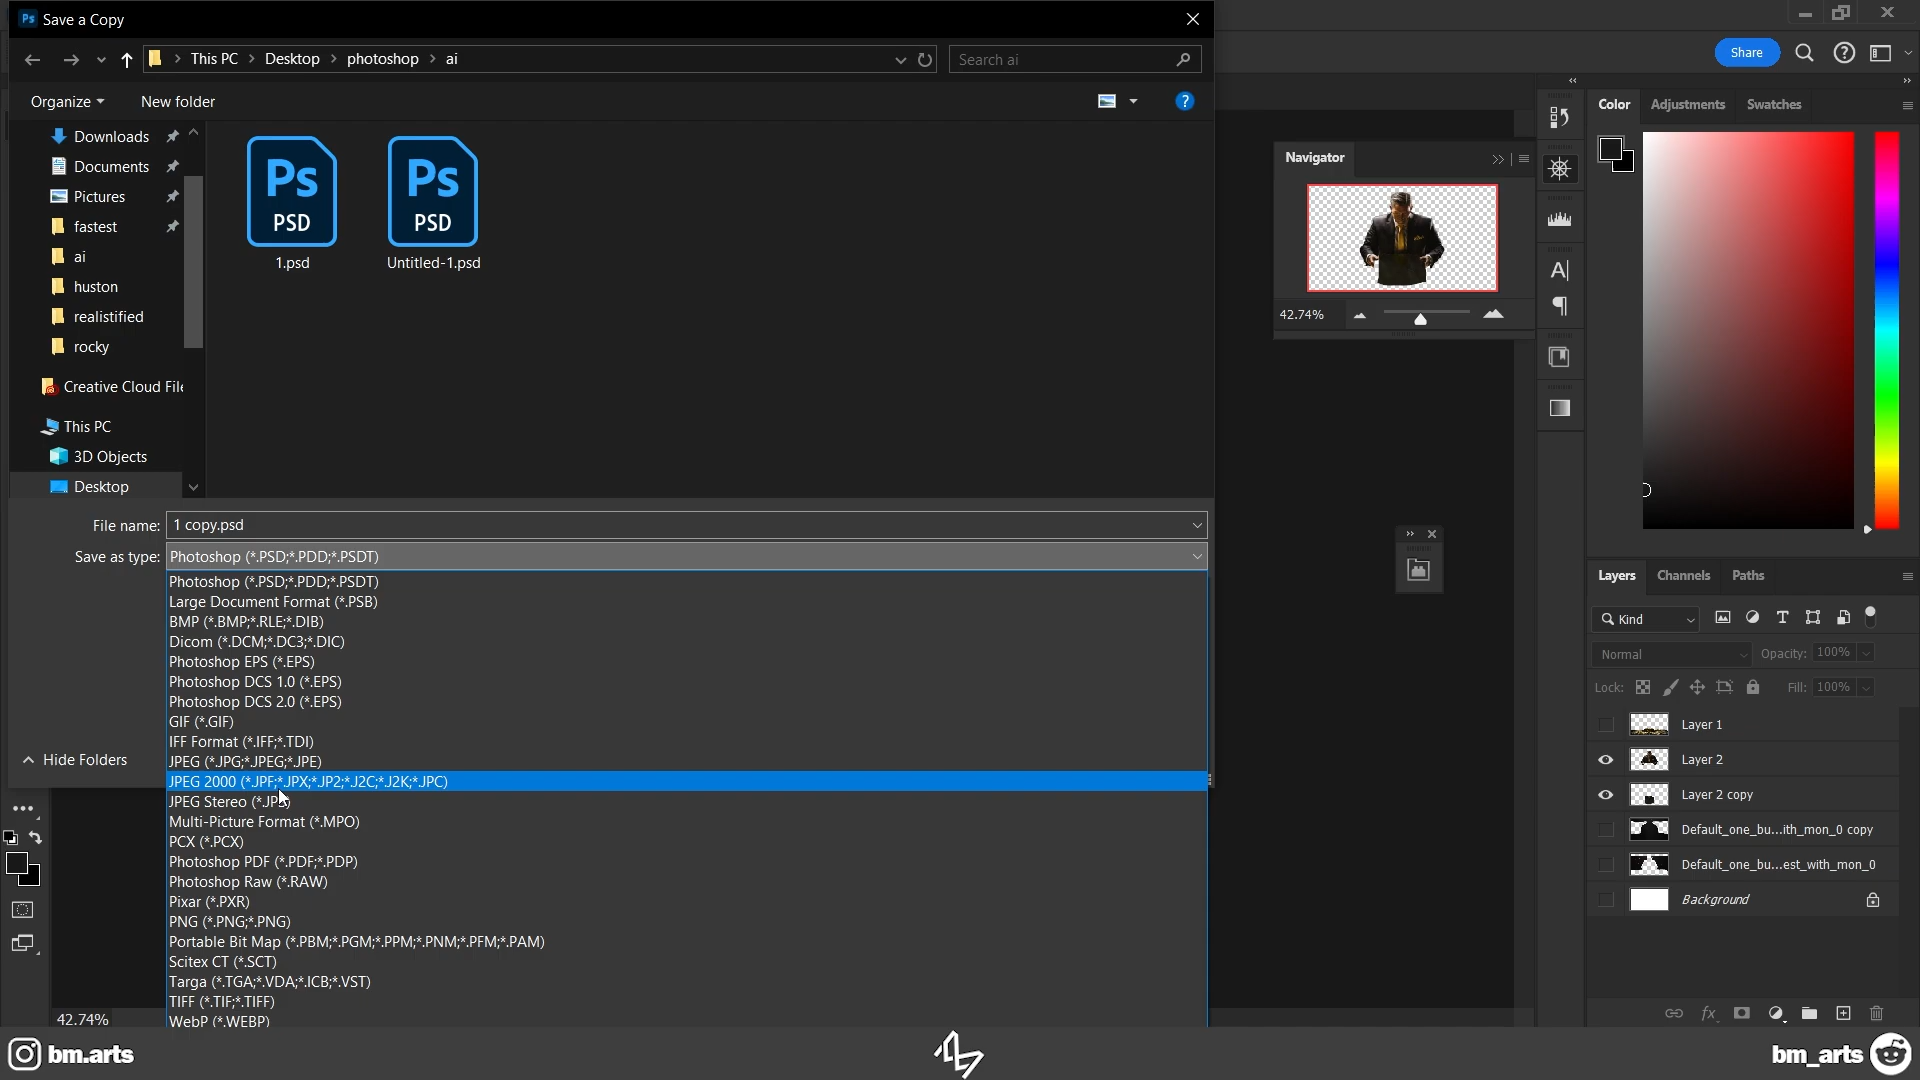 Ps Save a Copy
This PC > Desktop > photoshop > ai
Search ai
Share
Organize
New folder
Downloads
Documents
Pictures
fastest
ai
huston
realistified
rocky
Creative Cloud File
This PC
3D Objects
Desktop
Ps
PSD
1.psd
Ps
PSD
Untitled-1.psd
File name: 1 copy.psd
Save as type: Photoshop (*.PSD;*.PDD;*.PSDT)
Photoshop (*.PSD;*.PDD;*.PSDT)
Large Document Format (*.PSB)
BMP (*.BMP;*.RLE;*.DIB)
Dicom (*.DCM;*.DC3;*.DIC)
Photoshop EPS (*.EPS)
Photoshop DCS 1.0 (*.EPS)
Photoshop DCS 2.0 (*.EPS)
GIF (*.GIF)
IFF Format (*.IFF;*.TDI)
JPEG (*.JPG;*.JPEG;*.JPE)
JPEG 2000 (*.JPF;*.JPX;*.JP2;*.J2C;*.J2K;*.JPC)
JPEG Stereo
Multi-Picture Format (*.MPO)
PCX (*.PCX)
Photoshop PDF (*.PDF;*.PDP)
Photoshop Raw (*.RAW)
Pixar (*.PXR)
PNG (*.PNG;*.PNG)
Portable Bit Map (*.PBM;*.PGM;*.PPM;*.PNM;*.PFM;*.PAM)
Scitex CT (*.SCT)
Targa (*.TGA;*.VDA;*.ICB;*.VST)
TIFF (*.TIF;*.TIFF)
WebP (*.WEBP)
Hide Folders
42.74%
Navigator
42.74%
Color
Adjustments
Swatches
Layers
Channels
Paths
Kind
Normal
Opacity: 100%
Lock:
Fill: 100%
Layer 1
Layer 2
Layer 2 copy
Default_one_bu...ith_mon_0 copy
Default_one_bu...est_with_mon_0
Background
fx
bm.arts
bm_arts